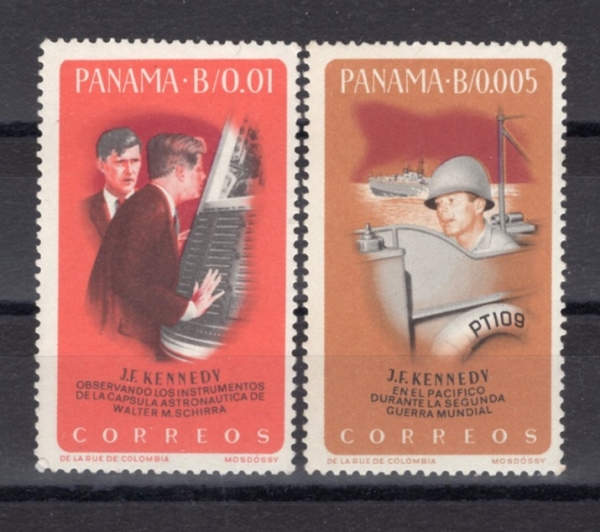 PANAMA·B/0.01
J.F. KENNEDY
OBSERVANDO LOS INSTRUMENTOS
DE LA CAPSULA ASTRONAUTICA DE
WALTER M. SCHIRRA
CORREOS
DE LA RUE DE COLOMBIA MOSDÓSSY
PANAMA·B/0.005
PT109
J.F. KENNEDY
EN EL PACIFICO
DURANTE LA SEGUNDA
GUERRA MUNDIAL
CORREOS
DE LA RUE DE COLOMBIA MOSDÓSSY